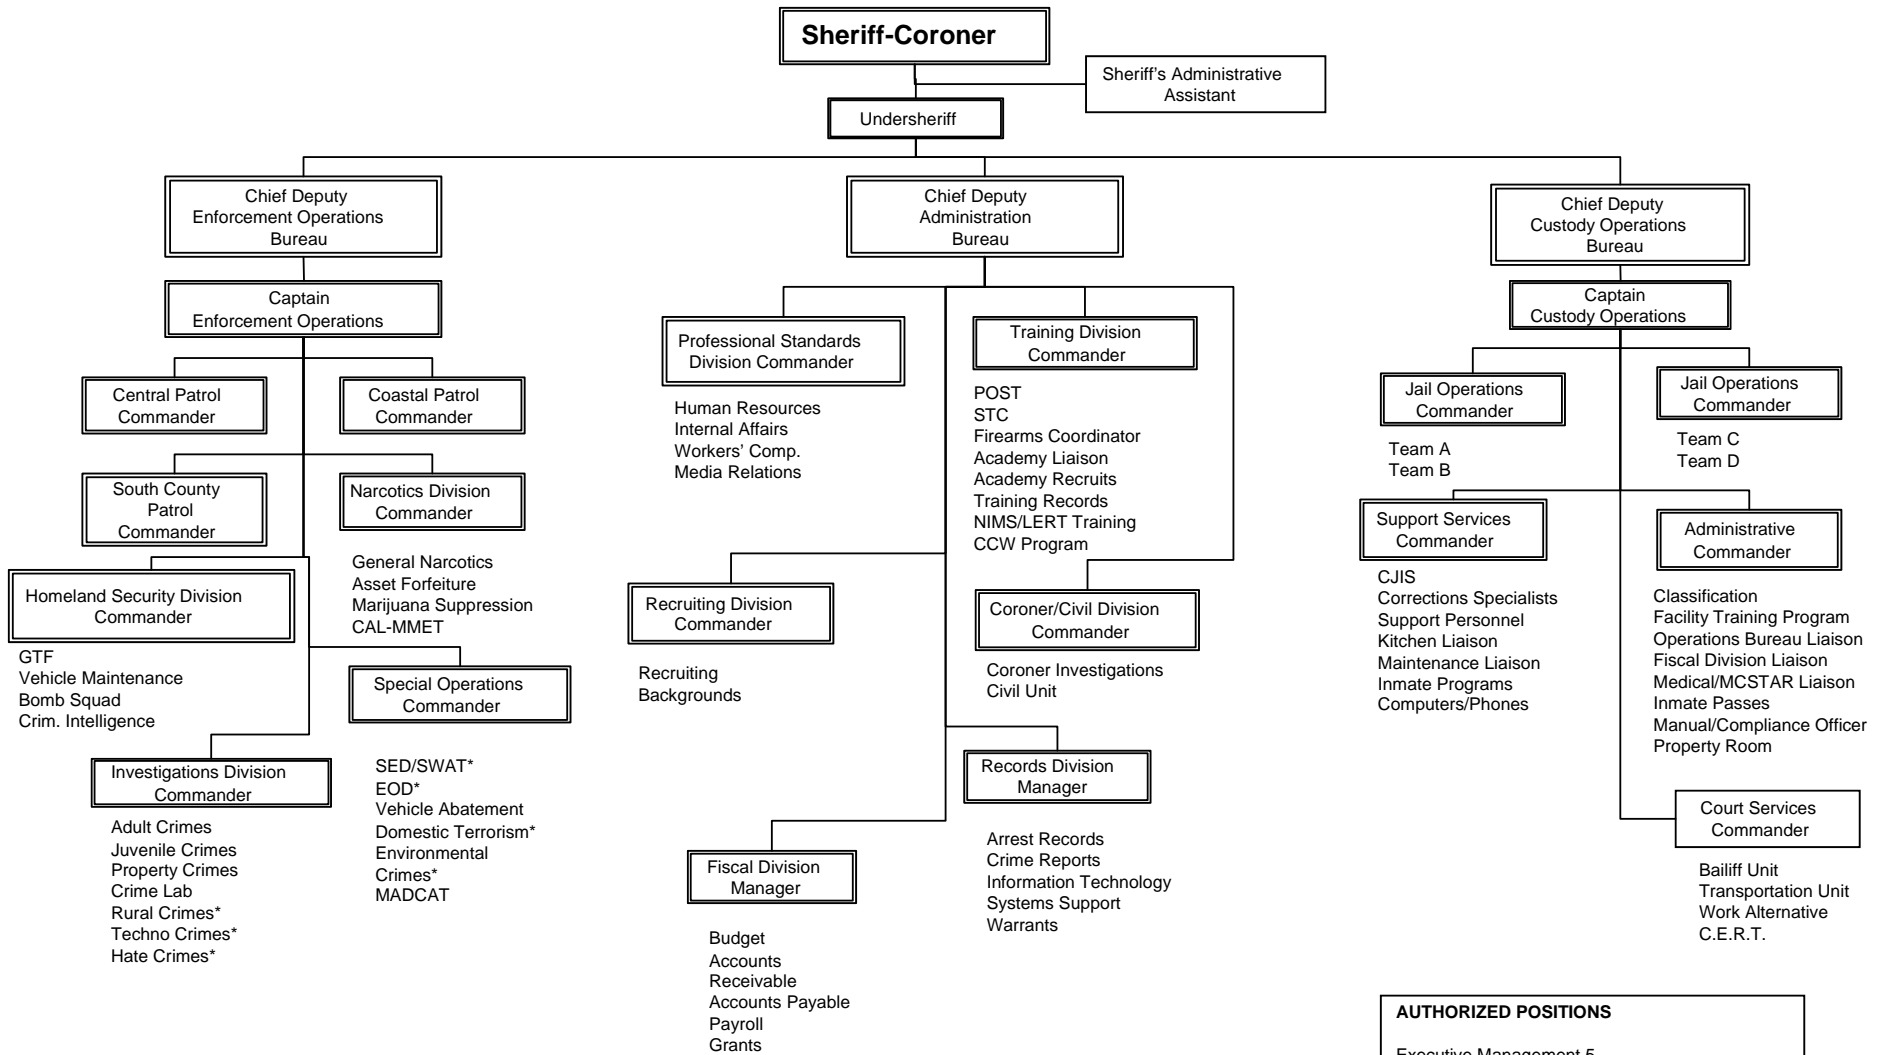 Sheriff-Coroner
Sheriff's Administrative
Assistant
Undersheriff
Chief Deputy
Enforcement Operations
Bureau
Captain
Enforcement Operations
Central Patrol
Commander
Coastal Patrol
Commander
South County
Patrol
Commander
Narcotics Division
Commander
General Narcotics
Asset Forfeiture
Marijuana Suppression
CAL-MMET
Homeland Security Division
Commander
GTF
Vehicle Maintenance
Bomb Squad
Crim. Intelligence
Special Operations
Commander
SED/SWAT*
EOD*
Vehicle Abatement
Domestic Terrorism*
Environmental
Crimes*
MADCAT
Investigations Division
Commander
Adult Crimes
Juvenile Crimes
Property Crimes
Crime Lab
Rural Crimes*
Techno Crimes*
Hate Crimes*
Chief Deputy
Administration
Bureau
Professional Standards
Division Commander
Human Resources
Internal Affairs
Workers' Comp.
Media Relations
Training Division
Commander
POST
STC
Firearms Coordinator
Academy Liaison
Academy Recruits
Training Records
NIMS/LERT Training
CCW Program
Recruiting Division
Commander
Recruiting
Backgrounds
Coroner/Civil Division
Commander
Coroner Investigations
Civil Unit
Records Division
Manager
Arrest Records
Crime Reports
Information Technology
Systems Support
Warrants
Fiscal Division
Manager
Budget
Accounts
Receivable
Accounts Payable
Payroll
Grants
Chief Deputy
Custody Operations
Bureau
Captain
Custody Operations
Jail Operations
Commander
Team A
Team B
Jail Operations
Commander
Team C
Team D
Support Services
Commander
CJIS
Corrections Specialists
Support Personnel
Kitchen Liaison
Maintenance Liaison
Inmate Programs
Computers/Phones
Administrative
Commander
Classification
Facility Training Program
Operations Bureau Liaison
Fiscal Division Liaison
Medical/MCSTAR Liaison
Inmate Passes
Manual/Compliance Officer
Property Room
Court Services
Commander
Bailiff Unit
Transportation Unit
Work Alternative
C.E.R.T.
AUTHORIZED POSITIONS
Executive Management 5